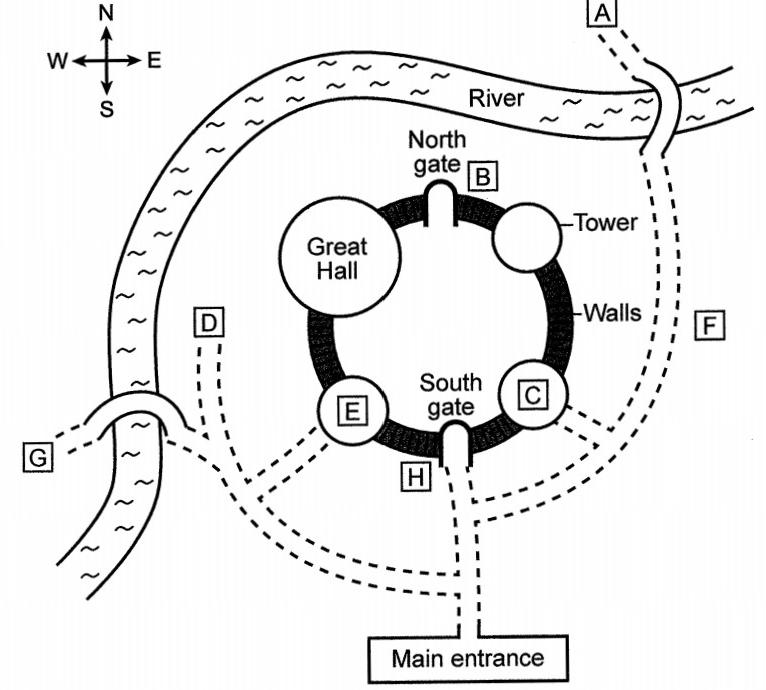 A
N
W E
S
River
North
gate
B
Tower
Great
Hall
D
Walls
F
South
gate
C
E
G
H
Main entrance